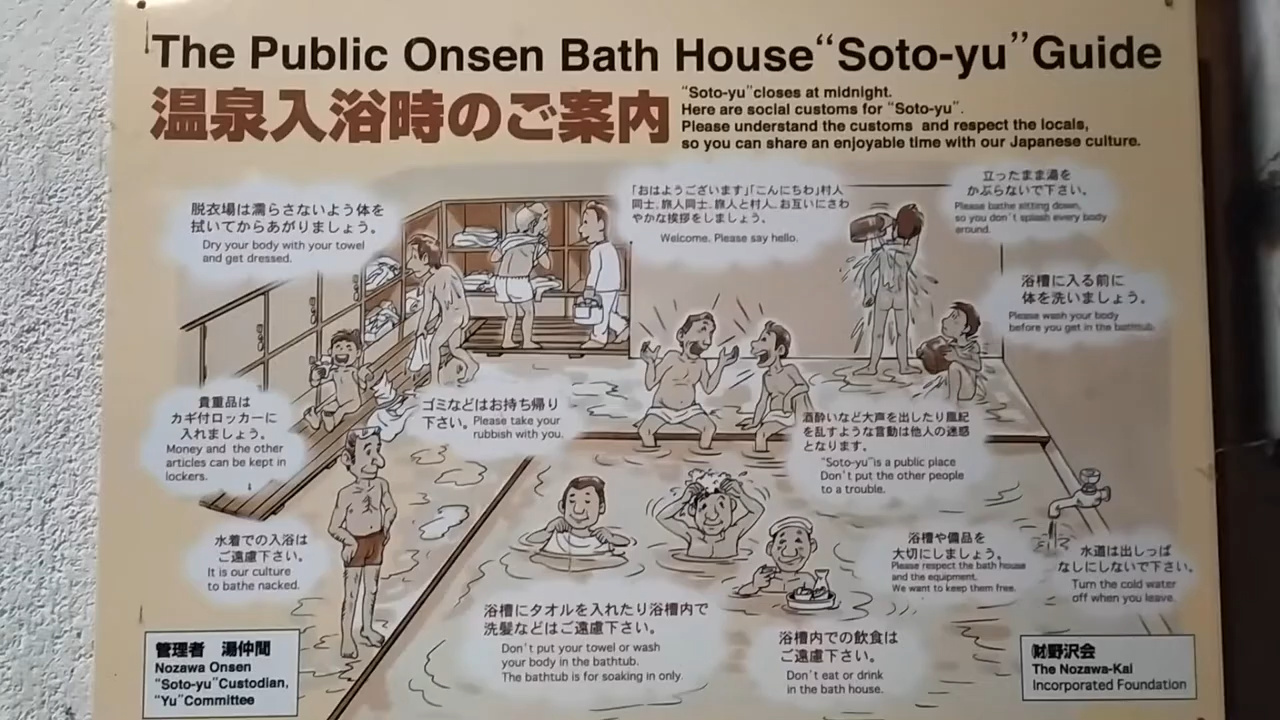 The Public Onsen Bath House“Soto-yu”Guide
温泉入浴時のご案内
“Soto-yu”closes at midnight.
Here are social customs for “Soto-yu”.
Please understand the customs and respect the locals,
so you can share an enjoyable time with our Japanese culture.
脱衣場は濡らさないよう体を
拭いてからあがりましょう。
Dry your body with your towel
and get dressed.
「おはようございます」「こんにちわ」村人
同士、旅人同士、旅人と村人、お互いにさわ
やかな挨拶をしましょう。
Welcome. Please say hello.
立ったまま湯を
かぶらないで下さい。
Please bathe sitting down,
so you don't splash every body
around.
浴槽に入る前に
体を洗いましょう。
Please wash your body
before you get in the bathtub.
貴重品は
カギ付ロッカーに
入れましょう。
Money and the other
articles can be kept in
lockers.
ゴミなどはお持ち帰り
下さい。Please take your
rubbish with you.
酒酔いなど大声を出したり風紀
を乱すような言動は他人の迷惑
となります。
“Soto-yu”is a public place
Don't put the other people
to a trouble.
水着での入浴は
ご遠慮下さい。
It is our culture
to bathe nacked.
浴槽や備品を
大切にしましょう。
Please respect the bath house
and the equipment.
We want to keep them free.
水道は出しっぱ
なしにしないで下さい。
Turn the cold water
off when you leave.
浴槽にタオルを入れたり浴槽内で
洗髪などはご遠慮下さい。
Don't put your towel or wash
your body in the bathtub.
The bathtub is for soaking in only.
浴槽内での飲食は
ご遠慮下さい。
Don't eat or drink
in the bath house.
管理者 湯仲間
Nozawa Onsen
“Soto-yu”Custodian,
“Yu”Committee
㈶野沢会
The Nozawa-Kai
Incorporated Foundation